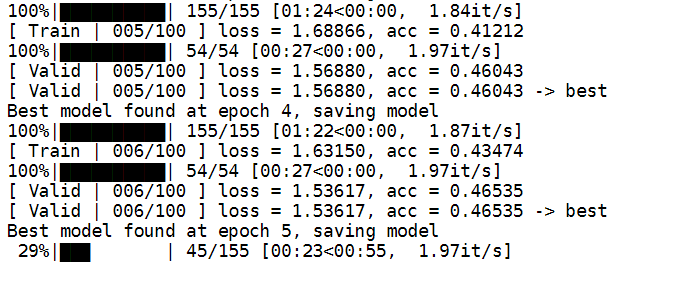 100%|██████████| 155/155 [01:24<00:00,  1.84it/s]
[ Train | 005/100 ] loss = 1.68866, acc = 0.41212
100%|██████████| 54/54 [00:27<00:00,  1.97it/s]
[ Valid | 005/100 ] loss = 1.56880, acc = 0.46043
[ Valid | 005/100 ] loss = 1.56880, acc = 0.46043 -> best
Best model found at epoch 4, saving model
100%|██████████| 155/155 [01:22<00:00,  1.87it/s]
[ Train | 006/100 ] loss = 1.63150, acc = 0.43474
100%|██████████| 54/54 [00:27<00:00,  1.97it/s]
[ Valid | 006/100 ] loss = 1.53617, acc = 0.46535
[ Valid | 006/100 ] loss = 1.53617, acc = 0.46535 -> best
Best model found at epoch 5, saving model
 29%|██▉       | 45/155 [00:23<00:55,  1.97it/s]